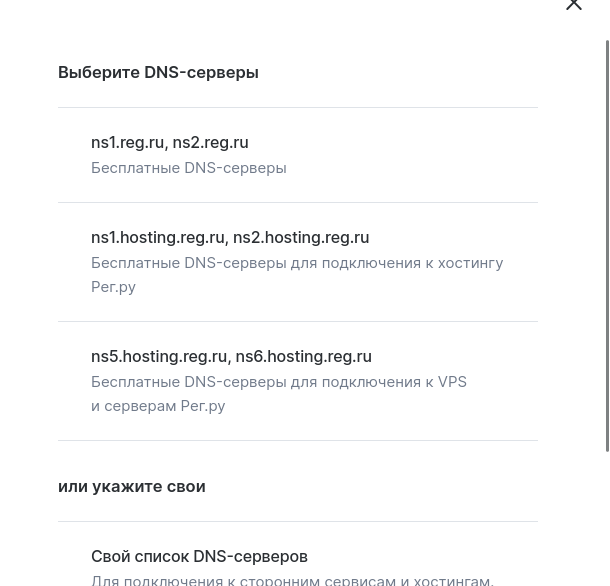 Выберите DNS-серверы
ns1.reg.ru, ns2.reg.ru
Бесплатные DNS-серверы
ns1.hosting.reg.ru, ns2.hosting.reg.ru
Бесплатные DNS-серверы для подключения к хостингу
Рег.ру
ns5.hosting.reg.ru, ns6.hosting.reg.ru
Бесплатные DNS-серверы для подключения к VPS
и серверам Рег.ру
или укажите свои
Свой список DNS-серверов
Для подключения к сторонним сервисам и хостингам.